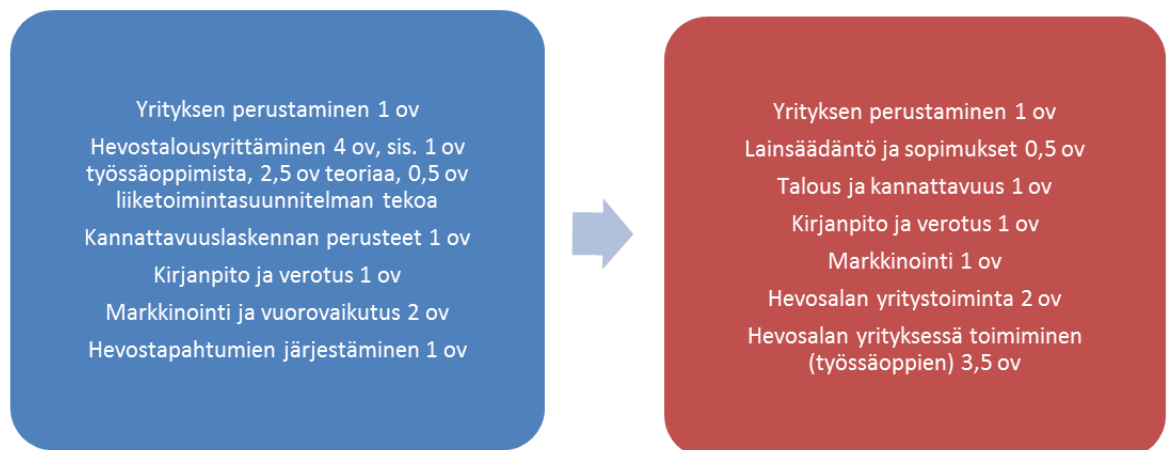 Yrityksen perustaminen 1 ov
Hevostalousyrittäminen 4 ov, sis. 1 ov
työssäoppimista, 2,5 ov teoriaa, 0,5 ov
liiketoimintasuunnitelman tekoa
Kannattavuuslaskennan perusteet 1 ov
Kirjanpito ja verotus 1 ov
Markkinointi ja vuorovaikutus 2 ov
Hevostapahtumien järjestäminen 1 ov
Yrityksen perustaminen 1 ov
Lainsäädäntö ja sopimukset 0,5 ov
Talous ja kannattavuus 1 ov
Kirjanpito ja verotus 1 ov
Markkinointi 1 ov
Hevosalan yritystoiminta 2 ov
Hevosalan yrityksessä toimiminen
(työssäoppien) 3,5 ov